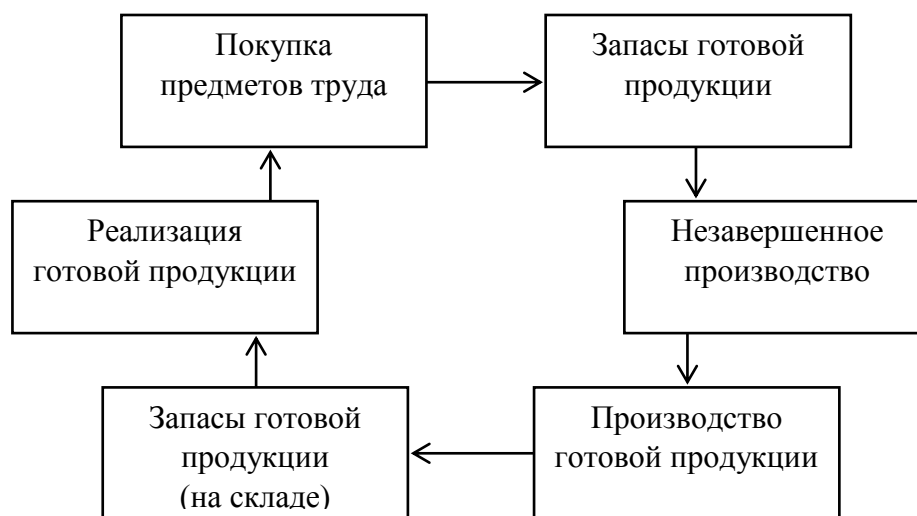 Покупка
предметов труда
Запасы готовой
продукции
Реализация
готовой продукции
Незавершенное
производство
Запасы готовой
продукции
(на складе)
Производство
готовой продукции